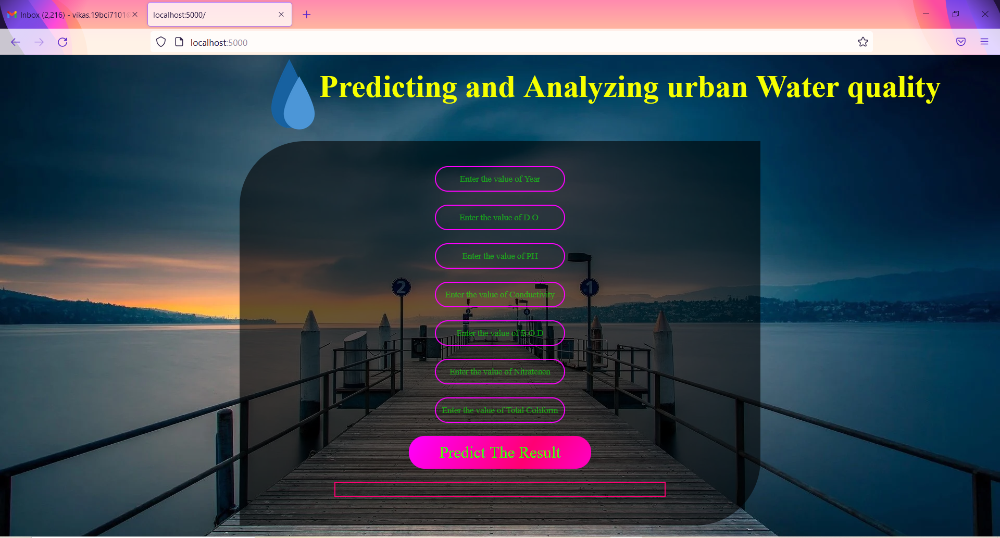 Inbox (2,216) - vikas.19bci7101@
localhost:5000/
localhost:5000
Predicting and Analyzing urban Water quality
Enter the value of Year
Enter the value of D.O
Enter the value of PH
2
1
Enter the value of Conductivity
Enter the value of B.O.D
Enter the value of Nitratenen
Enter the value of Total Coliform
Predict The Result